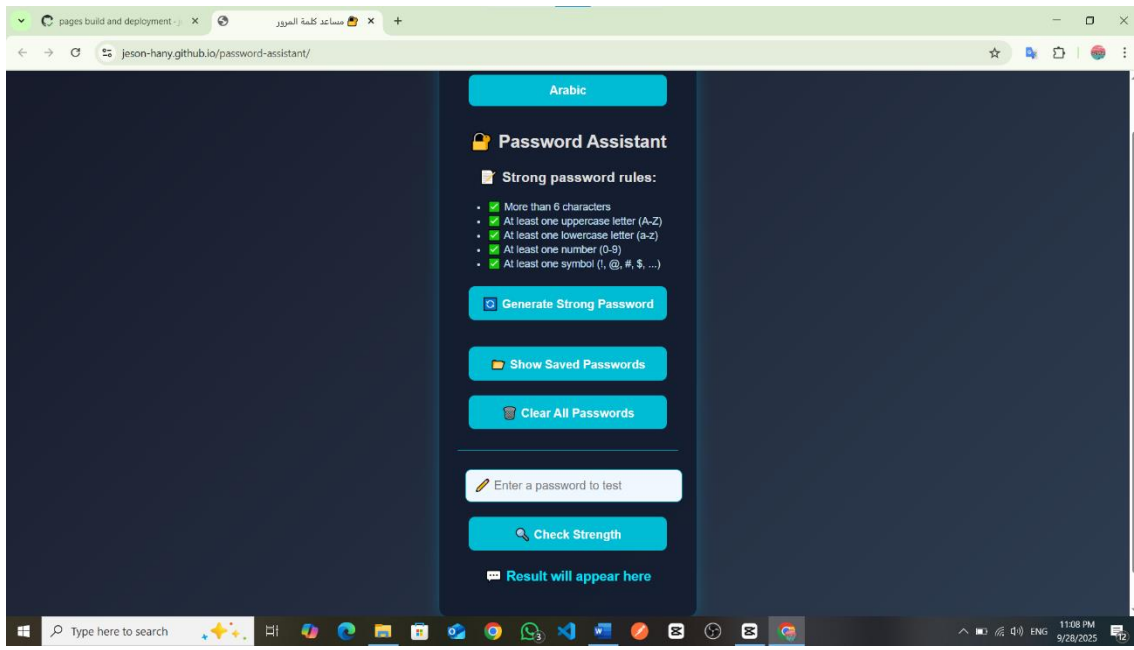 pages build and deployment · j
🔐 مساعد كلمة المرور
jeson-hany.github.io/password-assistant/
Arabic
🔐 Password Assistant
📝 Strong password rules:
• ✅ More than 6 characters
• ✅ At least one uppercase letter (A-Z)
• ✅ At least one lowercase letter (a-z)
• ✅ At least one number (0-9)
• ✅ At least one symbol (!, @, #, $, ...)
🔄 Generate Strong Password
📂 Show Saved Passwords
🗑️ Clear All Passwords
✏️ Enter a password to test
🔍 Check Strength
💬 Result will appear here
Type here to search
ENG
11:08 PM
9/28/2025
3
12